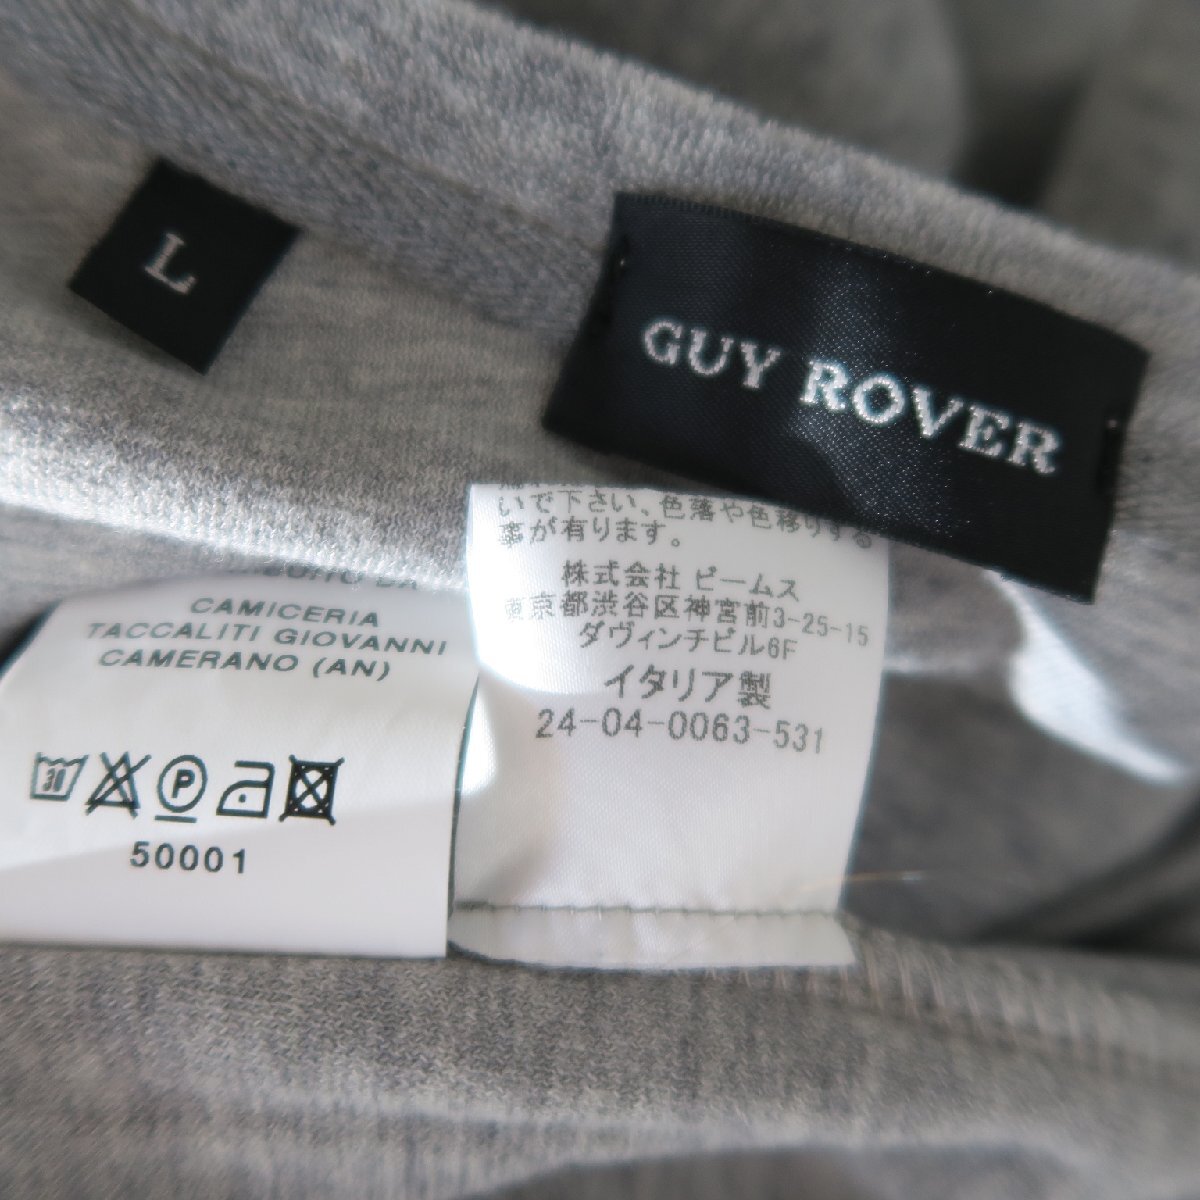 L
GUY ROVER
いで下さい、色落や色移りする
事が有ります。
株式会社 ビームス
東京都渋谷区神宮前3-25-15
ダヴィンチビル6F
イタリア製
24-04-0063-531
CAMICERIA
TACCALITI GIOVANNI
CAMERANO (AN)
30
P
50001